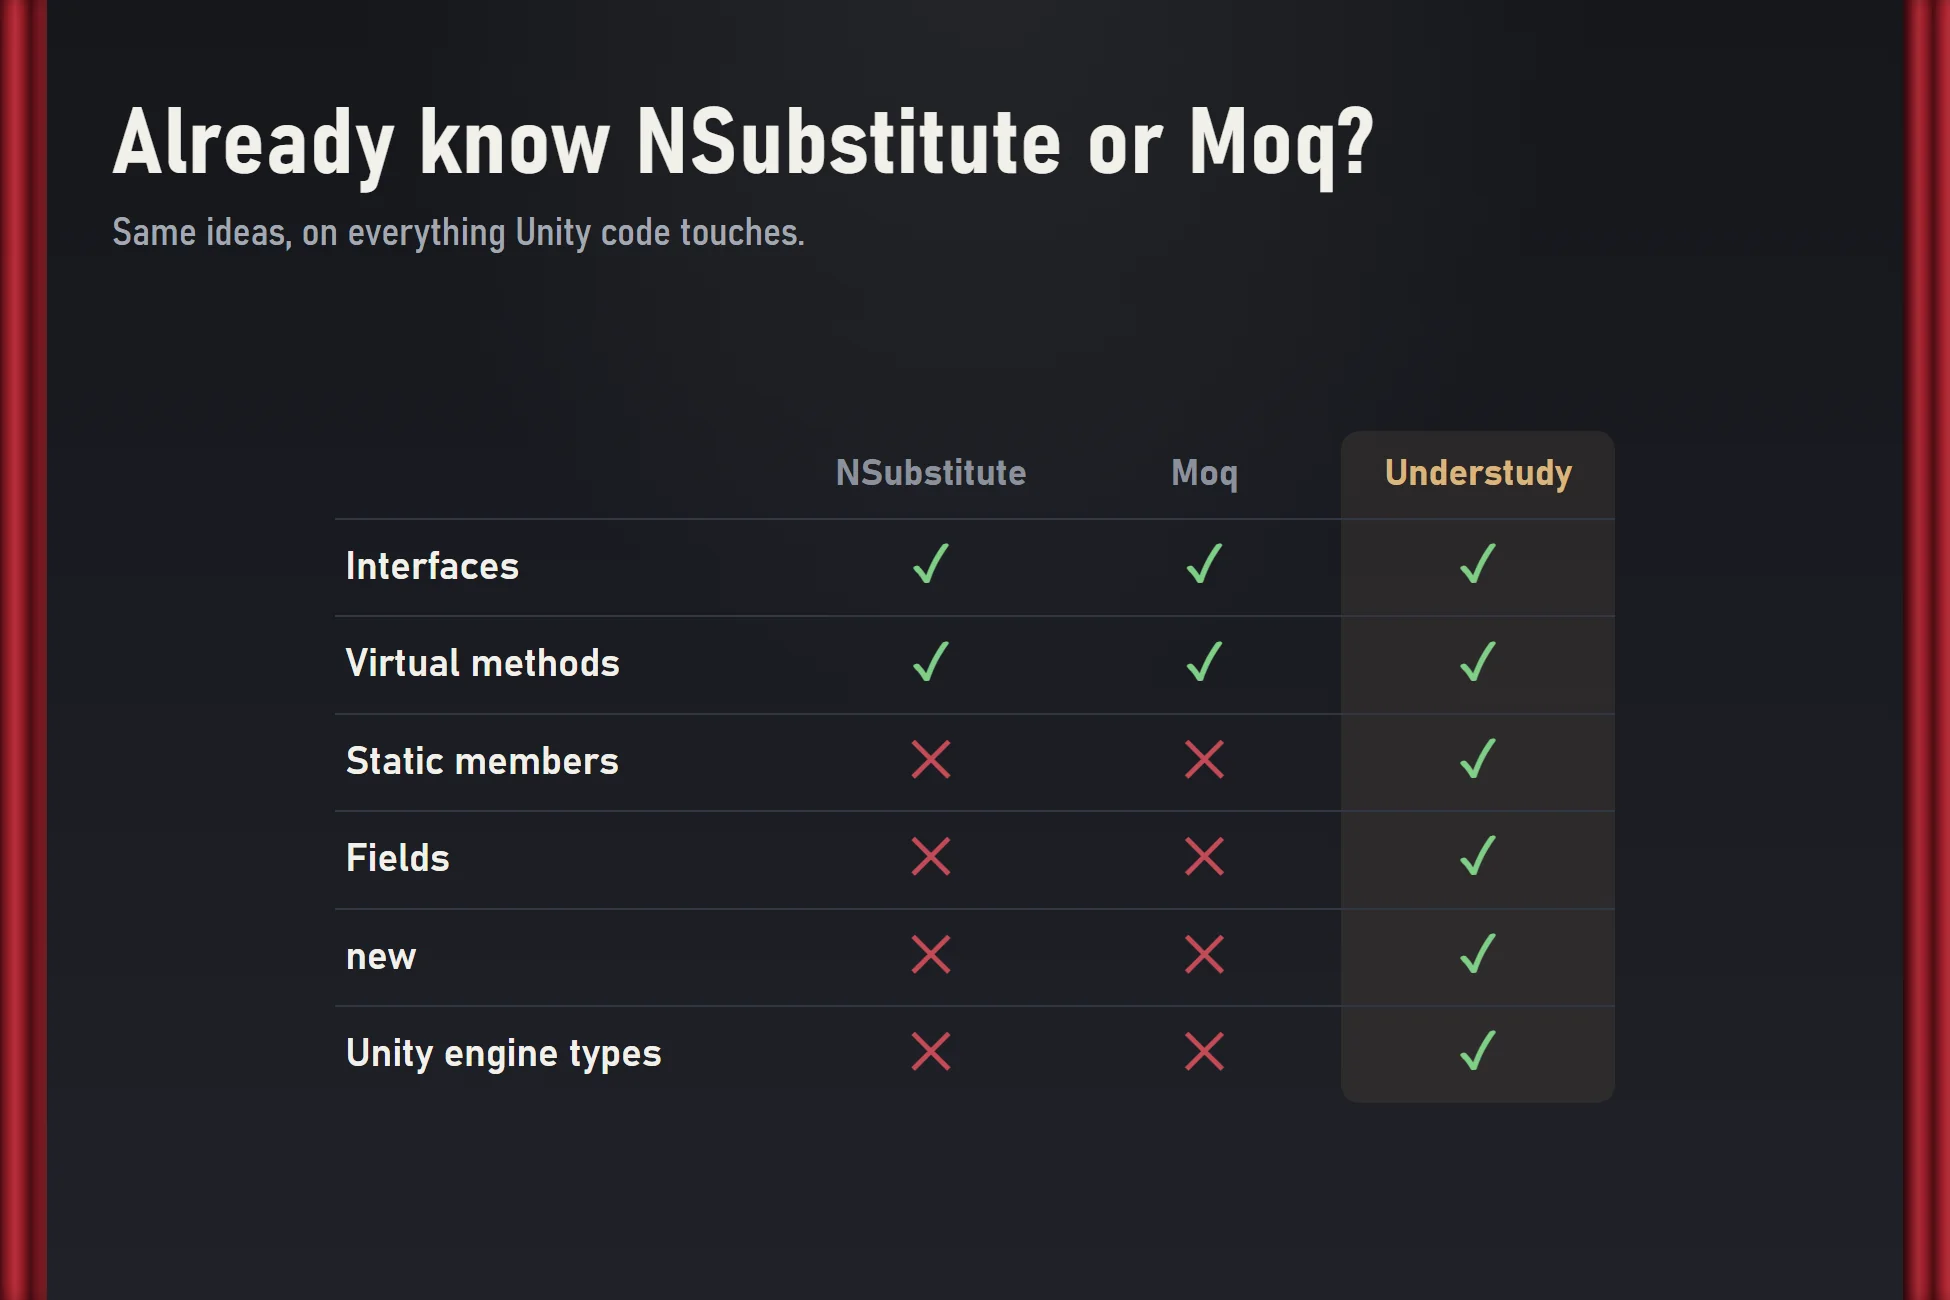 Already know NSubstitute or Moq?
Same ideas, on everything Unity code touches.
NSubstitute Moq Understudy
Interfaces ✓ ✓ ✓
Virtual methods ✓ ✓ ✓
Static members ✕ ✕ ✓
Fields ✕ ✕ ✓
new ✕ ✕ ✓
Unity engine types ✕ ✕ ✓